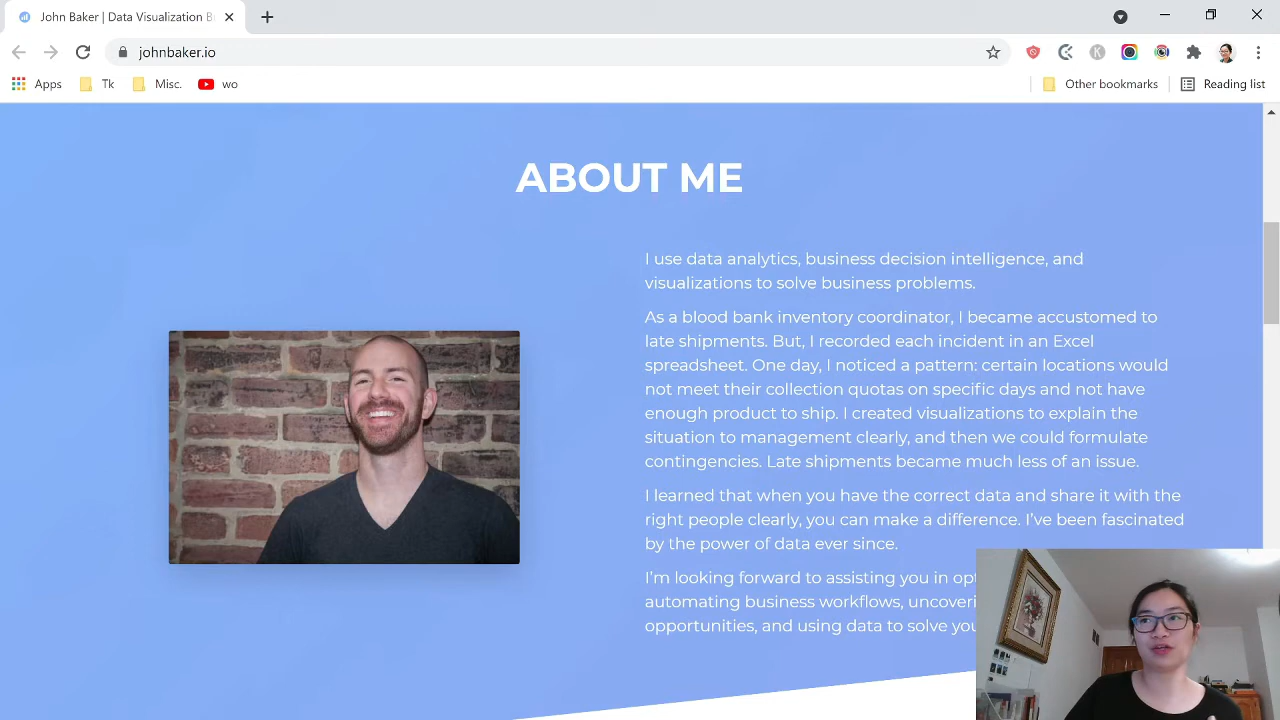 John Baker | Data Visualization B
johnbaker.io
Apps
Tk
Misc.
wo
Other bookmarks
Reading list
ABOUT ME
I use data analytics, business decision intelligence, and
visualizations to solve business problems.
As a blood bank inventory coordinator, I became accustomed to
late shipments. But, I recorded each incident in an Excel
spreadsheet. One day, I noticed a pattern: certain locations would
not meet their collection quotas on specific days and not have
enough product to ship. I created visualizations to explain the
situation to management clearly, and then we could formulate
contingencies. Late shipments became much less of an issue.
I learned that when you have the correct data and share it with the
right people clearly, you can make a difference. I've been fascinated
by the power of data ever since.
I'm looking forward to assisting you in
automating business workflows,
opportunities, and using data to solve